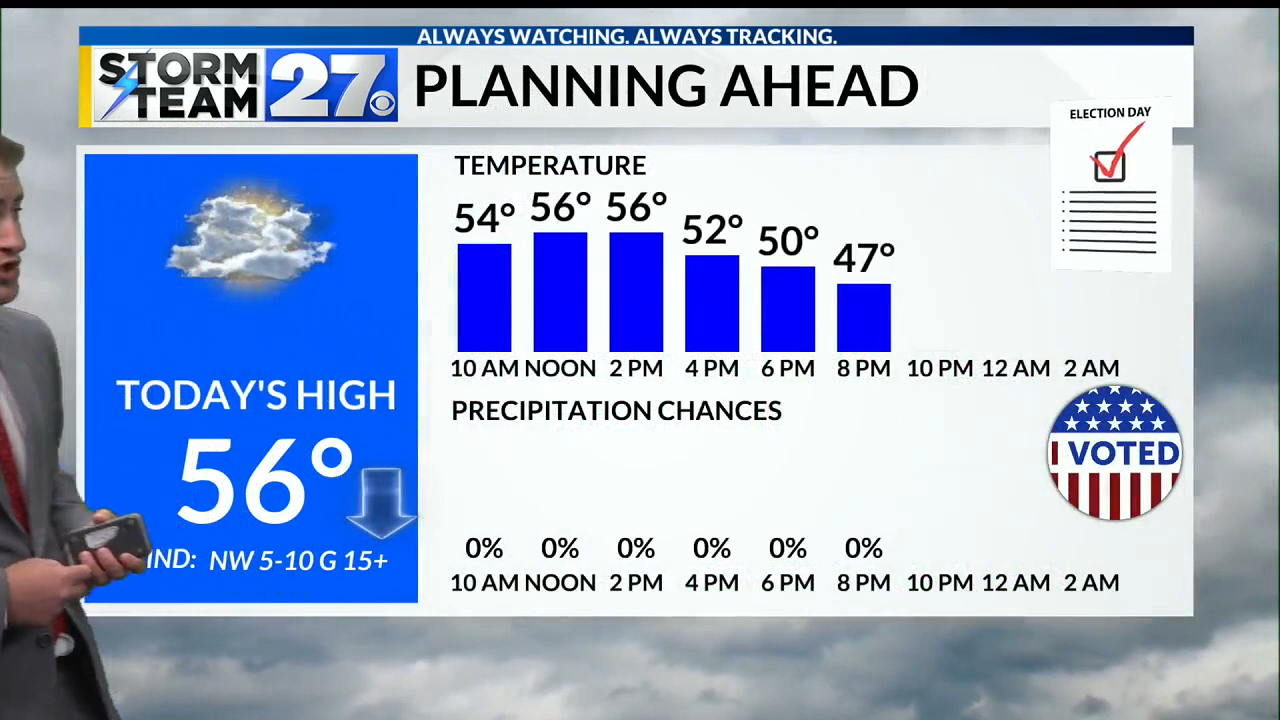 ALWAYS WATCHING. ALWAYS TRACKING.
STORM
TEAM
27
PLANNING AHEAD
ELECTION DAY
TEMPERATURE
54° 56° 56° 52° 50° 47°
10 AM NOON 2 PM 4 PM 6 PM 8 PM 10 PM 12 AM 2 AM
TODAY'S HIGH
56°
IND: NW 5-10 G 15+
PRECIPITATION CHANCES
I VOTED
0% 0% 0% 0% 0% 0%
10 AM NOON 2 PM 4 PM 6 PM 8 PM 10 PM 12 AM 2 AM